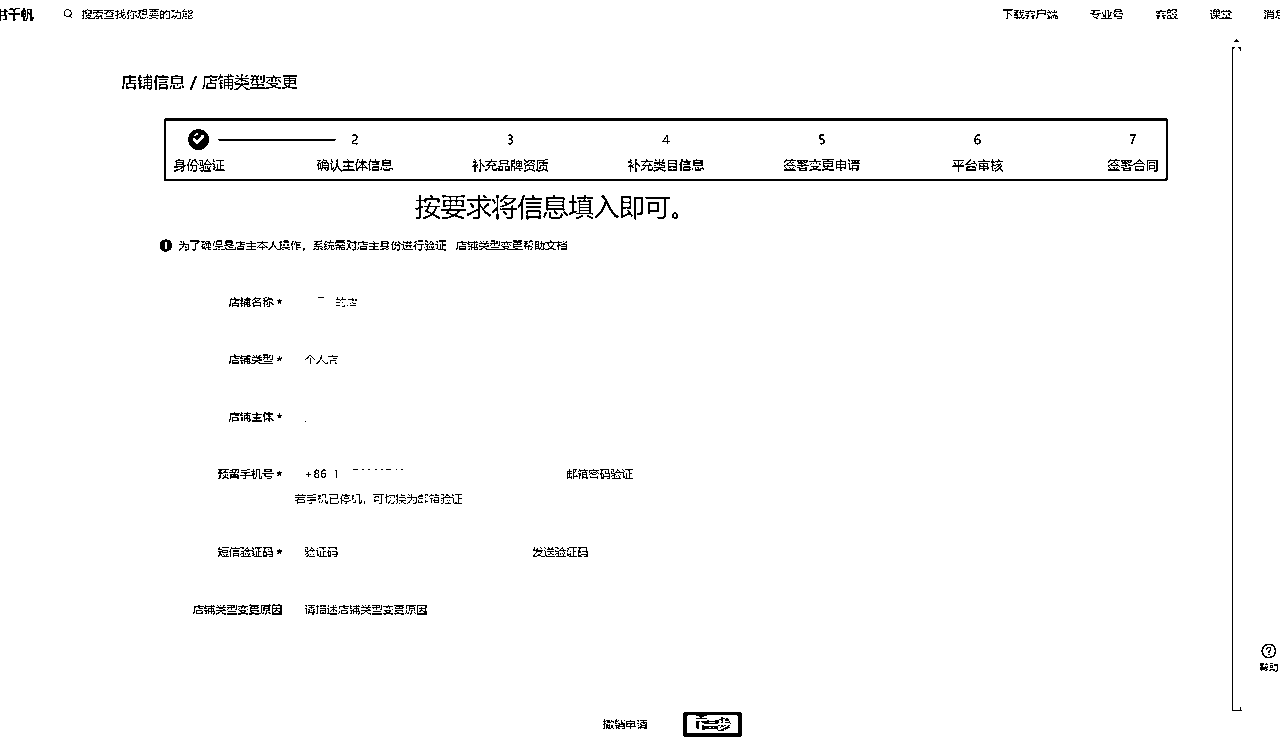 书千帆 搜索查找你想要的功能 下载客户端 专业号 客服 课堂 消息
店铺信息 / 店铺类型变更
2 3 4 5 6 7
身份验证 确认主体信息 补充品牌资质 补充类目信息 签署变更申请 平台审核 签署合同
按要求将信息填入即可。
为了确保是店主本人操作，系统需对店主身份进行验证 店铺类型变更帮助文档
店铺名称 * 的店
店铺类型 * 个人店
店铺主体 *
预留手机号 * +86 1 邮箱密码验证
若手机已停机，可切换为邮箱验证
短信验证码 * 验证码 发送验证码
店铺类型变更原因 请描述店铺类型变更原因
帮助
撤销申请 下一步